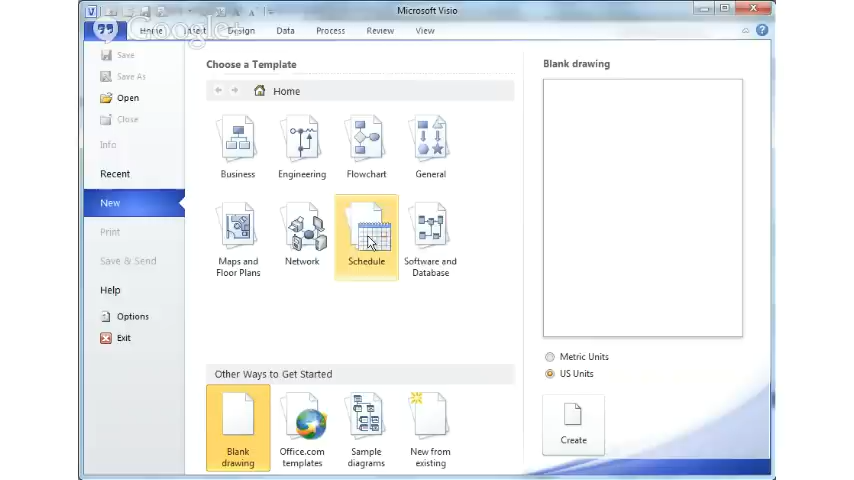 Microsoft Visio
Google+
Home Insert Design Data Process Review View
Save
Save As
Open
Close
Info
Recent
New
Print
Save & Send
Help
Options
Exit
Choose a Template
Home
Business Engineering Flowchart General
Maps and Floor Plans
Network
Schedule
Software and Database
Other Ways to Get Started
Blank drawing
Office.com templates
Sample diagrams
New from existing
Blank drawing
Metric Units
US Units
Create